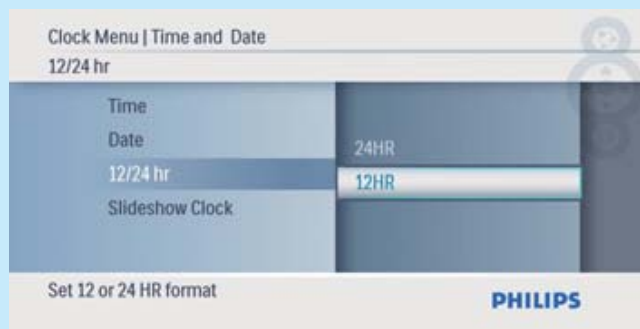 Clock Menu | Time and Date
12/24 hr
Time
Date
12/24 hr
Slideshow Clock
24HR
12HR
Set 12 or 24 HR format
PHILIPS